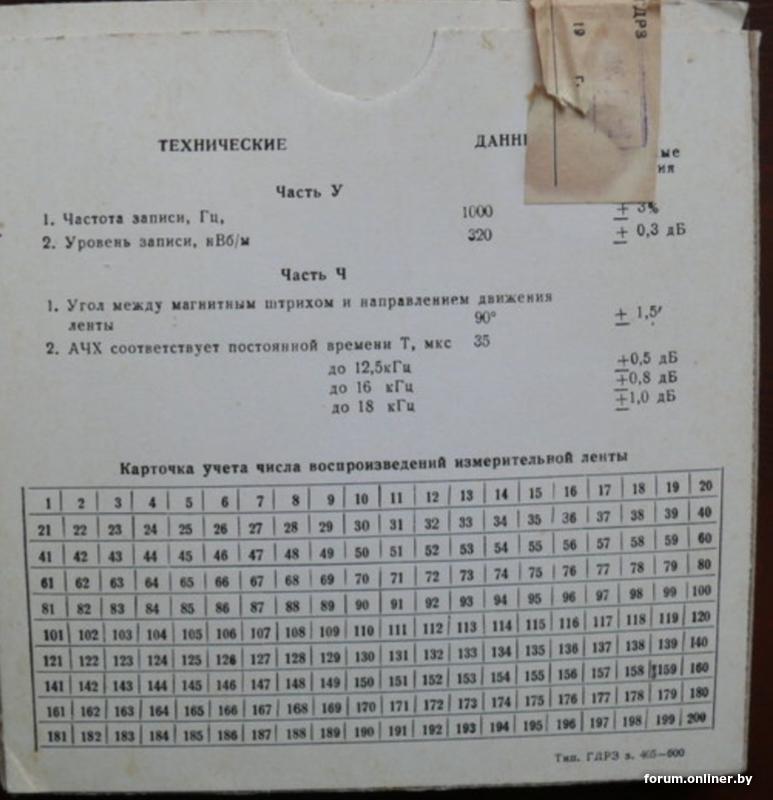 ГДРЗ
19 г.
ТЕХНИЧЕСКИЕ ДАНН
ые
ия
Часть У
1. Частота записи, Гц, 1000 ± 3%
2. Уровень записи, нВб/м 320 ± 0,3 дБ
Часть Ч
1. Угол между магнитным штрихом и направлением движения
ленты 90° ± 1,5′
2. АЧХ соответствует постоянной времени Т, мкс 35
до 12,5кГц ±0,5 дБ
до 16 кГц ±0,8 дБ
до 18 кГц ±1,0 дБ
Карточка учета числа воспроизведений измерительной ленты
1 2 3 4 5 6 7 8 9 10 11 12 13 14 15 16 17 18 19 20
21 22 23 24 25 26 27 28 29 30 31 32 33 34 35 36 37 38 39 40
41 42 43 44 45 46 47 48 49 50 51 52 53 54 55 56 57 58 59 60
61 62 63 64 65 66 67 68 69 70 71 72 73 74 75 76 77 78 79 80
81 82 83 84 85 86 87 88 89 90 91 92 93 94 95 96 97 98 99 100
101 102 103 104 105 106 107 108 109 110 111 112 113 114 115 116 117 118 119 120
121 122 123 124 125 126 127 128 129 130 131 132 133 134 135 136 137 138 139 140
141 142 143 144 145 146 147 148 149 150 151 152 153 154 155 156 157 158 159 160
161 162 163 164 165 166 167 168 169 170 171 172 173 174 175 176 177 178 179 180
181 182 183 184 185 186 187 188 189 190 191 192 193 194 195 196 197 198 199 200
Тип. ГДРЗ з. 465—600
forum.onliner.by